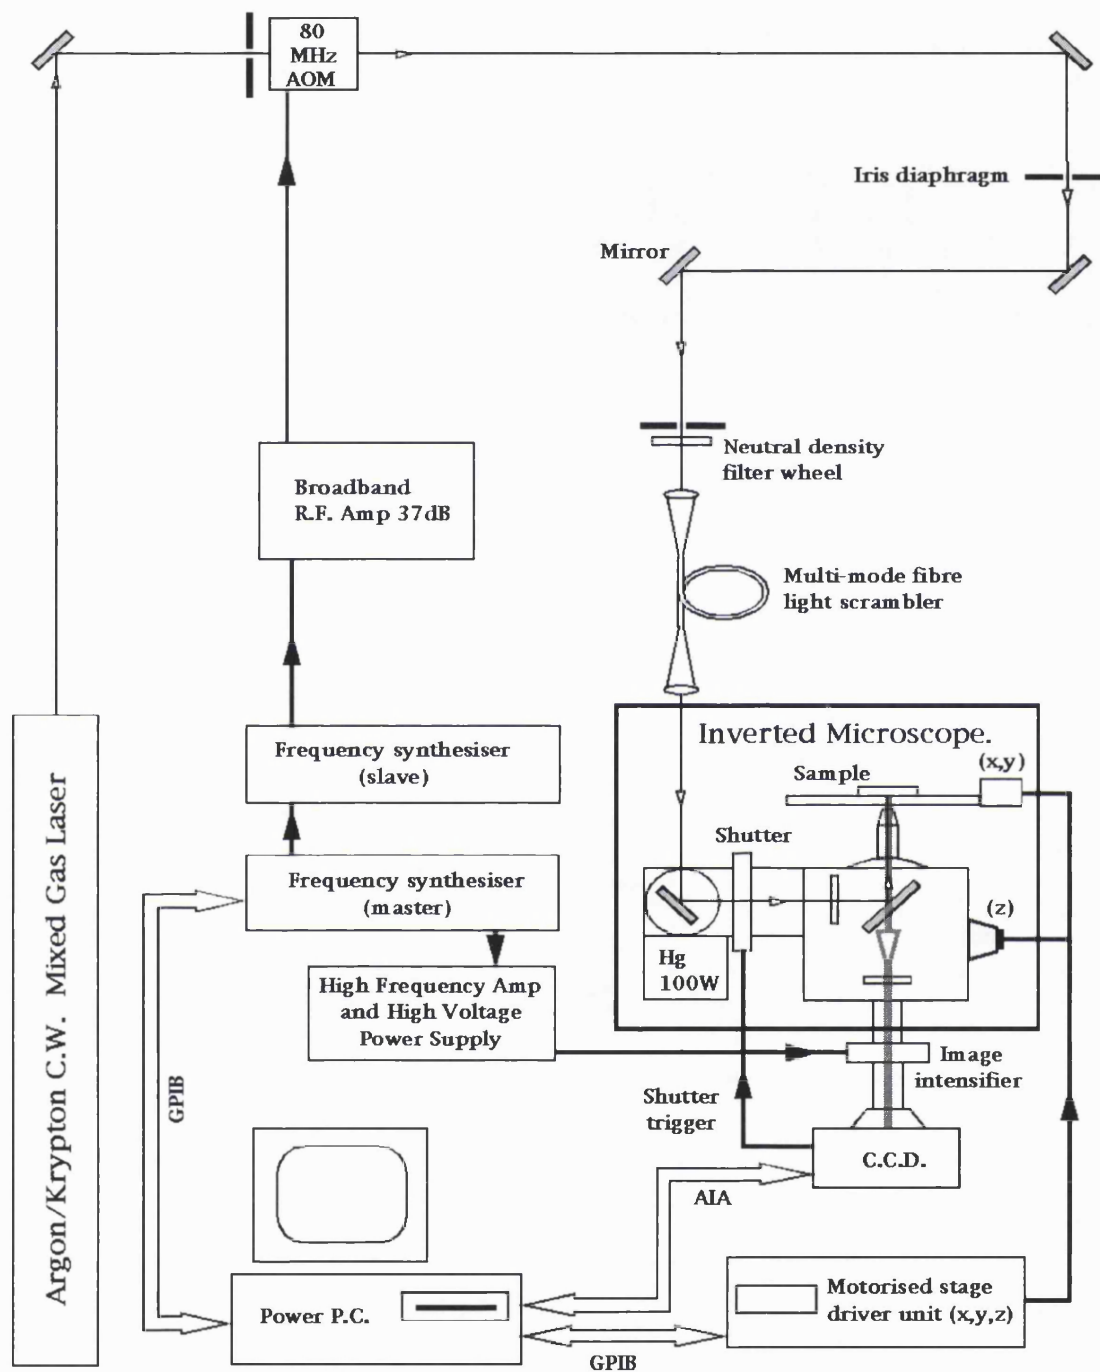 80
MHz
AOM
Iris diaphragm
Mirror
Neutral density
filter wheel
Broadband
R.F. Amp 37dB
Multi-mode fibre
light scrambler
Argon/Krypton C.W. Mixed Gas Laser
Frequency synthesiser
(slave)
Inverted Microscope.
(x,y)
Sample
Shutter
Frequency synthesiser
(master)
(z)
Hg
100W
High Frequency Amp
and High Voltage
Power Supply
Image
intensifier
GPIB
Shutter
trigger
C.C.D.
AIA
Power P.C.
Motorised stage
driver unit (x,y,z)
GPIB